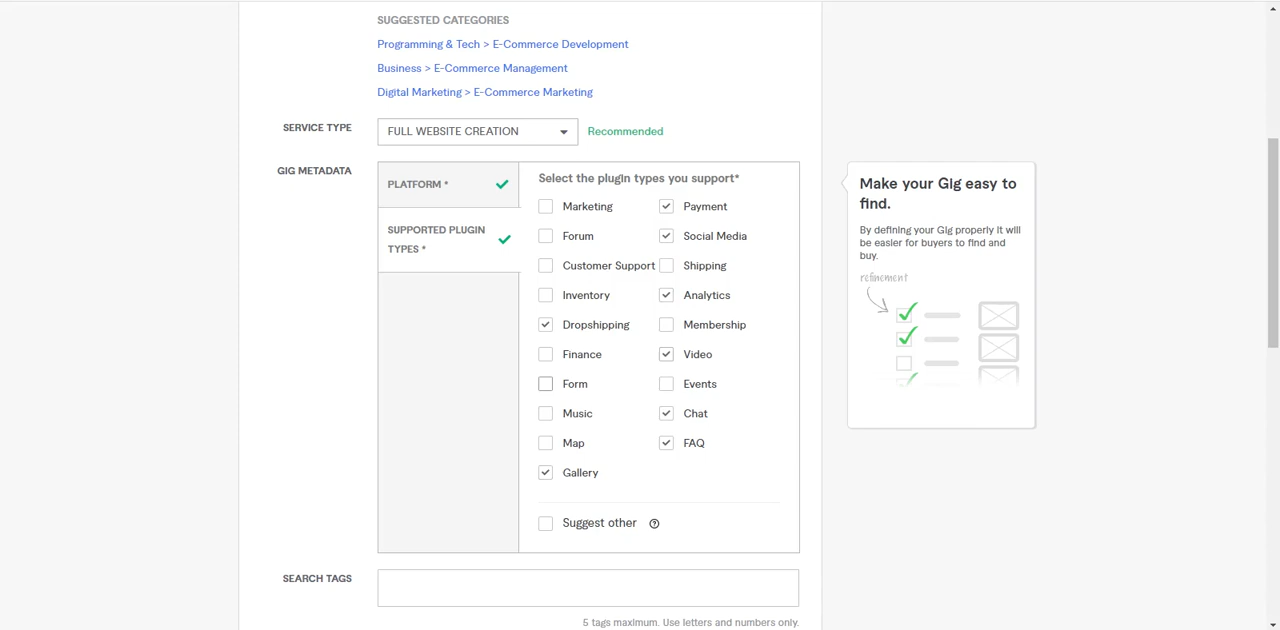 SUGGESTED CATEGORIES
Programming & Tech > E-Commerce Development
Business > E-Commerce Management
Digital Marketing > E-Commerce Marketing
SERVICE TYPE
FULL WEBSITE CREATION
Recommended
GIG METADATA
PLATFORM *
SUPPORTED PLUGIN
TYPES *
Select the plugin types you support*
Marketing
Payment
Forum
Social Media
Customer Support
Shipping
Inventory
Analytics
Dropshipping
Membership
Finance
Video
Form
Events
Music
Chat
Map
FAQ
Gallery
Suggest other
SEARCH TAGS
5 tags maximum. Use letters and numbers only.
Make your Gig easy to
find.
By defining your Gig properly it will
be easier for buyers to find and
buy.
refinement